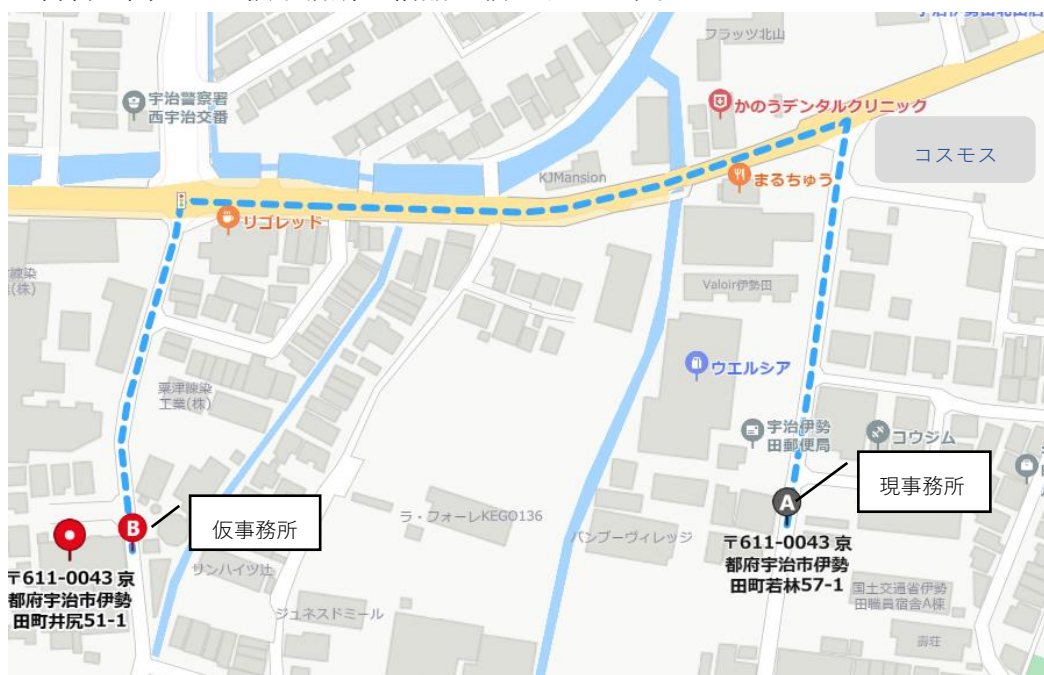 フラッツ北山
宇治警察署
西宇治交番
かのうデンタルクリニック
コスモス
KJMansion
まるちゅう
リゴレッド
(株)
Valoir伊勢田
ウエルシア
粟津練染
工業(株)
宇治伊勢
田郵便局
コウジム
現事務所
A
B
仮事務所
ラ・フォーレKEGO136
バンブーヴィレッジ
〒611-0043 京
都府宇治市伊勢
田町若林57-1
〒611-0043 京
都府宇治市伊勢
田町井尻51-1
サンハイツ辻
国土交通省伊勢
田職員宿舎A棟
ジュネスドミール
壽荘